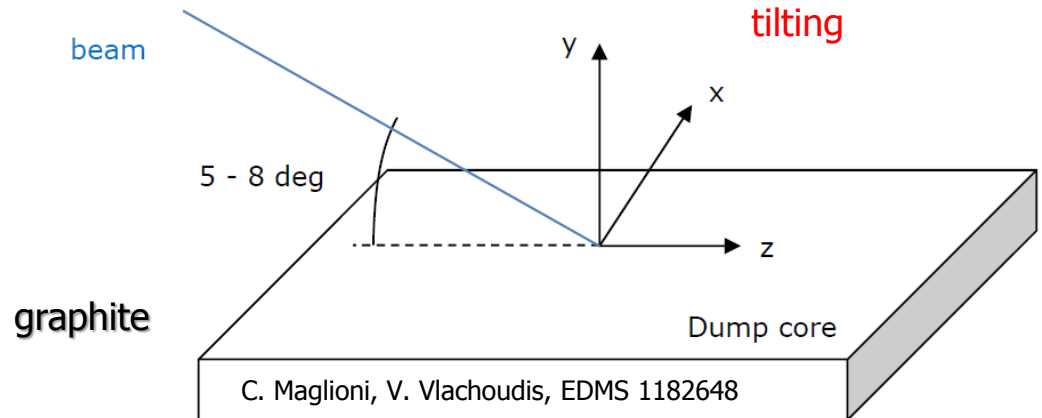 tilting
beam
y
x
5 - 8 deg
z
graphite
Dump core
C. Maglioni, V. Vlachoudis, EDMS 1182648